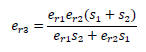 e_{r3} = \frac{e_{r1}e_{r2}(s_1 + s_2)}{e_{r1}s_2 + e_{r2}s_1}